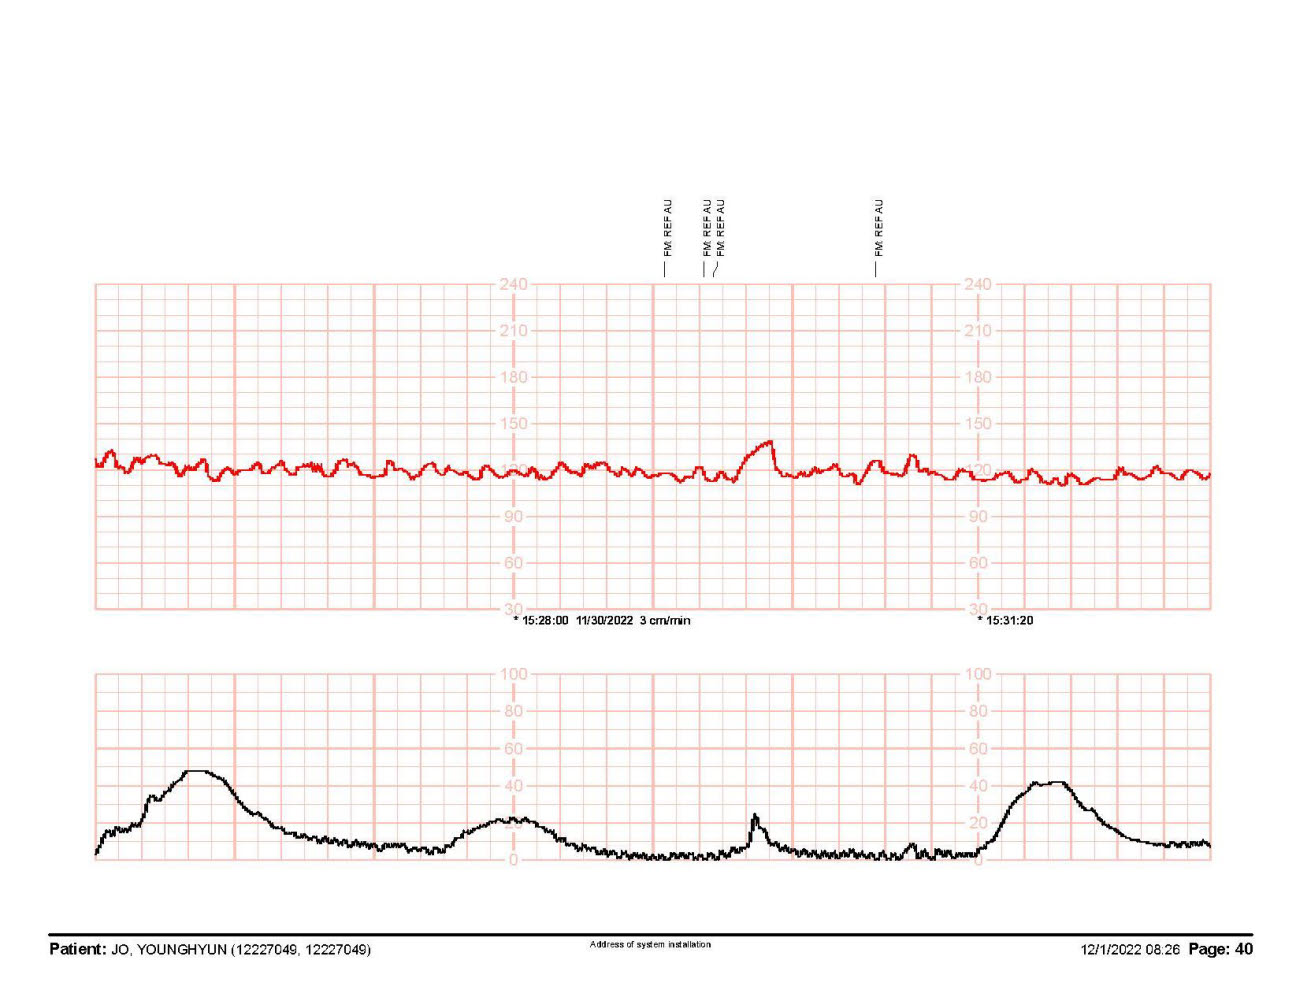 FM: REF AU
FM: REF AU
FM: REF AU
FM: REF AU
240 240
210 210
180 180
150 150
120 120
90 90
60 60
30 30
* 15:28:00 11/30/2022 3 cm/min * 15:31:20
100 100
80 80
60 60
40 40
20 20
0 0
Patient: JO, YOUNGHYUN (12227049, 12227049) Address of system installation 12/1/2022 08:26 Page: 40